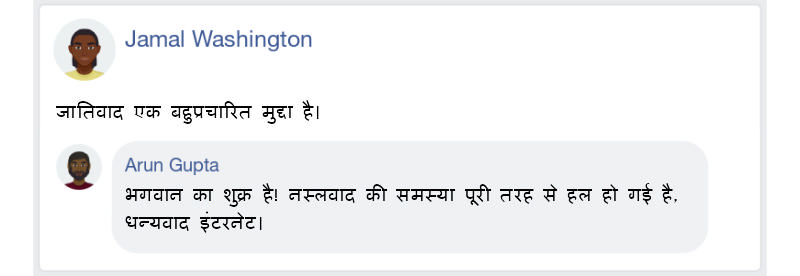 Jamal Washington
जातिवाद एक बहुप्रचारित मुद्दा है।
Arun Gupta
भगवान का शुक्र है! नस्लवाद की समस्या पूरी तरह से हल हो गई है,
धन्यवाद इंटरनेट।